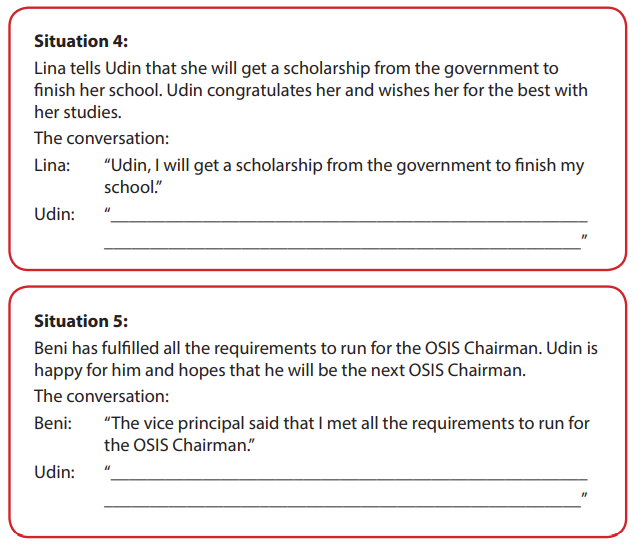 Situation 4:
Lina tells Udin that she will get a scholarship from the government to
finish her school. Udin congratulates her and wishes her for the best with
her studies.
The conversation:
Lina: “Udin, I will get a scholarship from the government to finish my
school.”
Udin: “__________________________________________________
__________________________________________________”
Situation 5:
Beni has fulfilled all the requirements to run for the OSIS Chairman. Udin is
happy for him and hopes that he will be the next OSIS Chairman.
The conversation:
Beni: “The vice principal said that I met all the requirements to run for
the OSIS Chairman.”
Udin: “__________________________________________________
__________________________________________________”